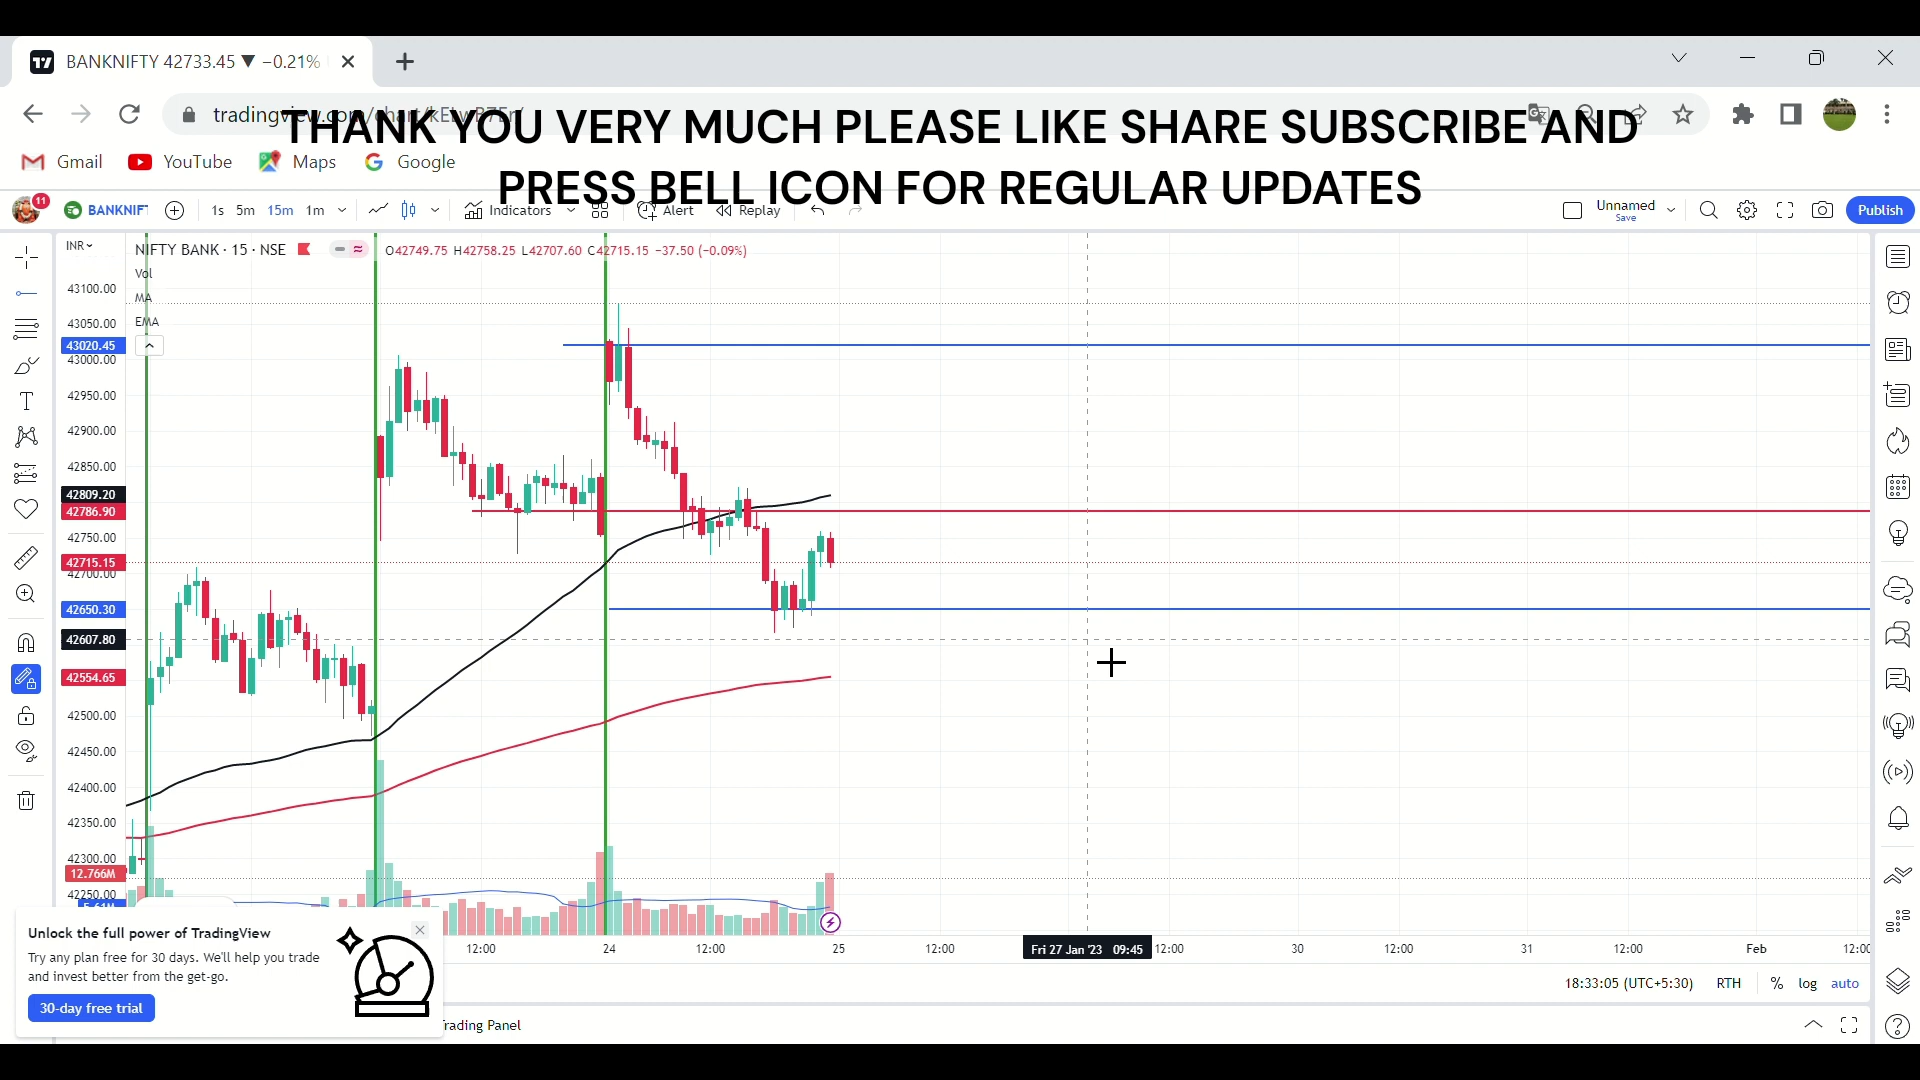 BANKNIFTY 42733.45 ▼ −0.21%
THANK YOU VERY MUCH PLEASE LIKE SHARE SUBSCRIBE AND
PRESS BELL ICON FOR REGULAR UPDATES
Gmail YouTube Maps Google
11 BANKNIF 1s 5m 15m 1m Indicators Alert Replay Unnamed Save Publish
INR NIFTY BANK · 15 · NSE O42749.75 H42758.25 L42707.60 C42715.15 −37.50 (−0.09%)
Vol
43100.00
MA
EMA
43050.00
43020.45
43000.00
42950.00
42900.00
42850.00
42809.20
42786.90
42750.00
42715.15
42700.00
42650.30
42607.80
42554.65
42500.00
42450.00
42400.00
42350.00
42300.00
12.766M
42250.00
12:00 24 12:00 25 12:00 Fri 27 Jan '23 09:45 12:00 30 12:00 31 12:00 Feb 12:00
Unlock the full power of TradingView
Try any plan free for 30 days. We'll help you trade
and invest better from the get-go.
30-day free trial
18:33:05 (UTC+5:30) RTH % log auto
Trading Panel